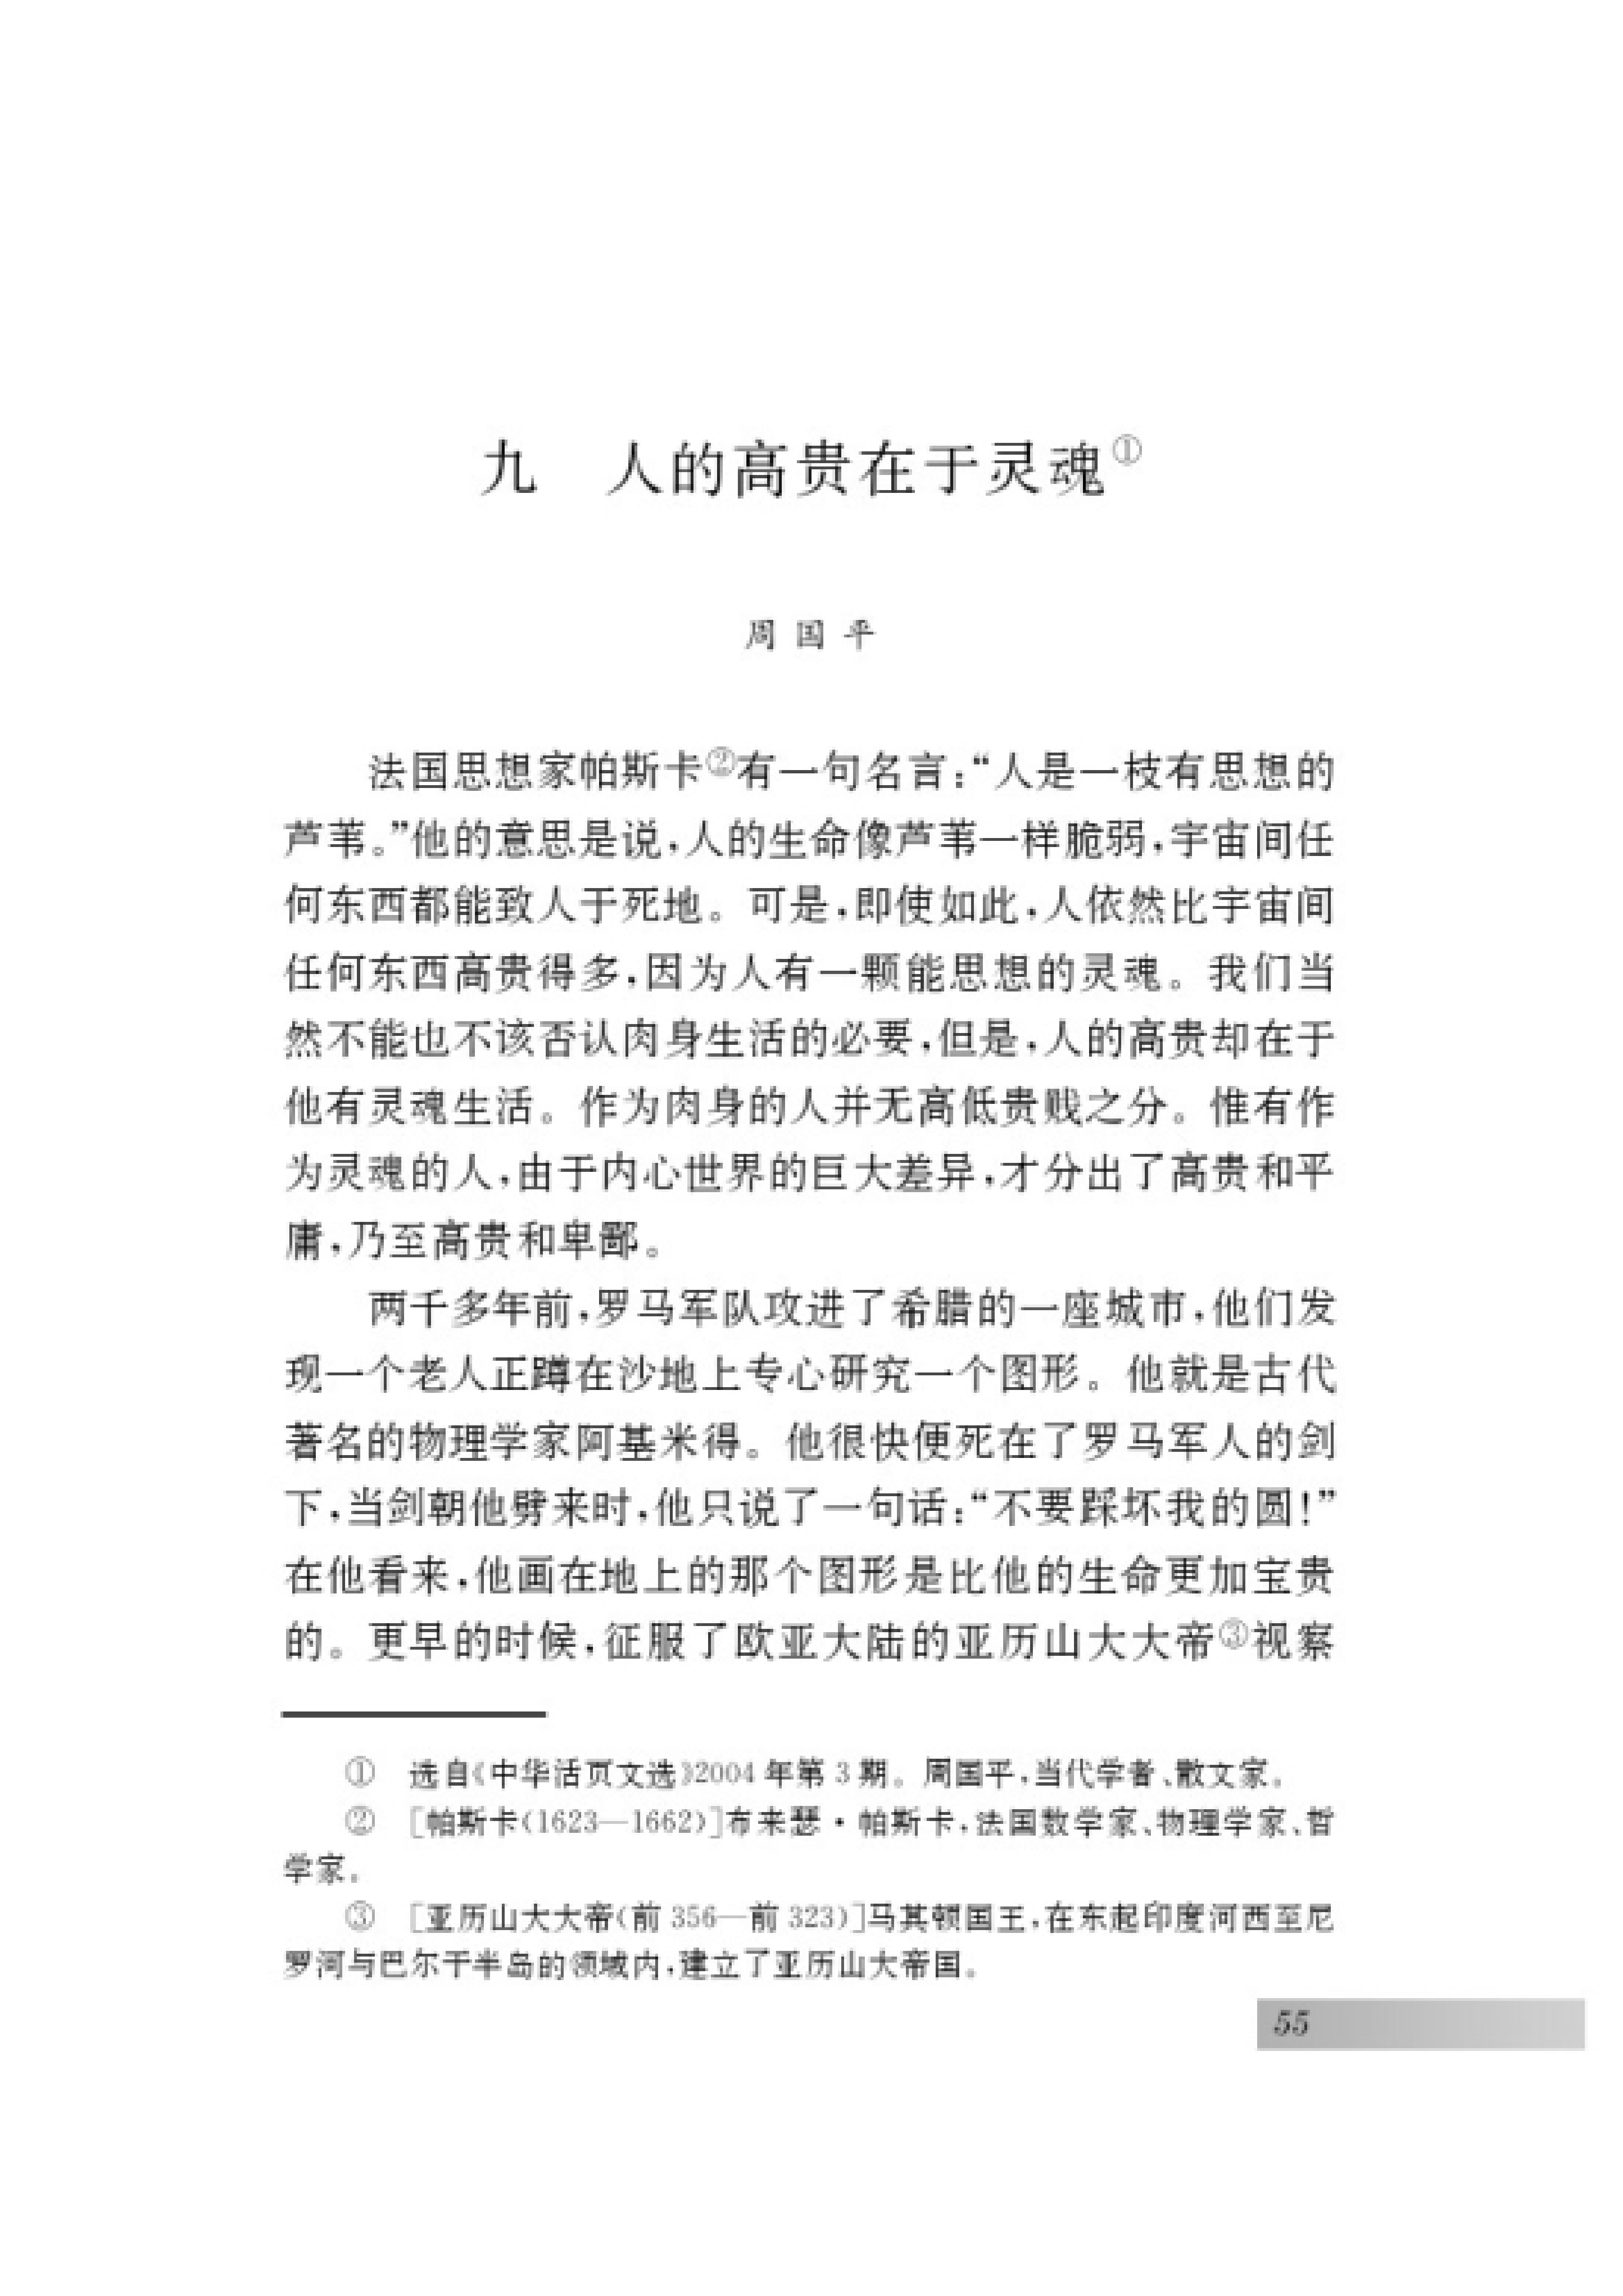 九 人的高贵在于灵魂①
周国平
法国思想家帕斯卡②有一句名言:“人是一枝有思想的
芦苇。”他的意思是说,人的生命像芦苇一样脆弱,宇宙间任
何东西都能致人于死地。可是,即使如此,人依然比宇宙间
任何东西高贵得多,因为人有一颗能思想的灵魂。我们当
然不能也不该否认肉身生活的必要,但是,人的高贵却在于
他有灵魂生活。作为肉身的人并无高低贵贱之分。惟有作
为灵魂的人,由于内心世界的巨大差异,才分出了高贵和平
庸,乃至高贵和卑鄙。
两千多年前,罗马军队攻进了希腊的一座城市,他们发
现一个老人正蹲在沙地上专心研究一个图形。他就是古代
著名的物理学家阿基米得。他很快便死在了罗马军人的剑
下,当剑朝他劈来时,他只说了一句话:“不要踩坏我的圆!”
在他看来,他画在地上的那个图形是比他的生命更加宝贵
的。更早的时候,征服了欧亚大陆的亚历山大大帝③视察
① 选自《中华活页文选》2004年第3期。周国平,当代学者、散文家。
② [帕斯卡(1623—1662)]布来瑟·帕斯卡,法国数学家、物理学家、哲
学家。
③ [亚历山大大帝(前356—前323)]马其顿国王,在东起印度河西至尼
罗河与巴尔干半岛的领域内,建立了亚历山大帝国。
55